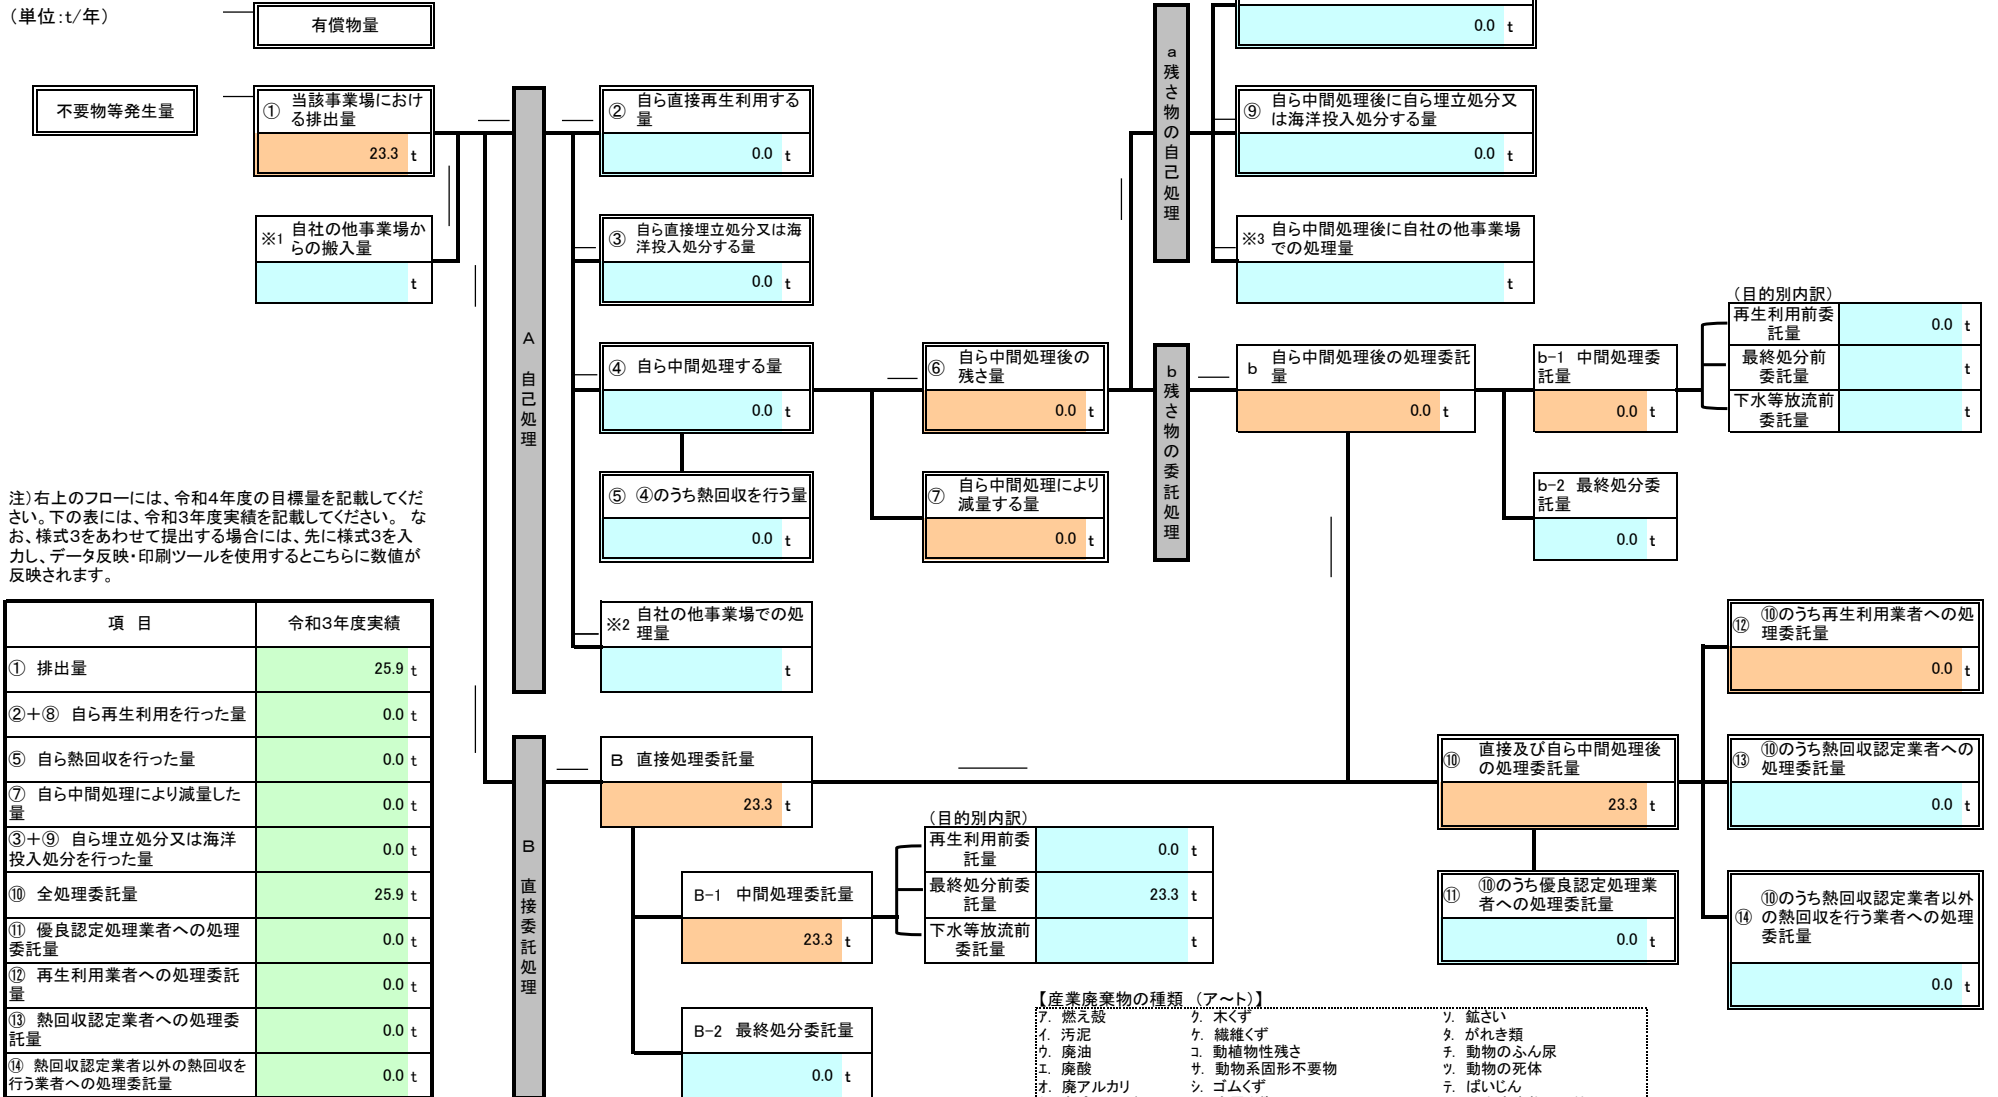 （単位:t/年）
有償物量
0.0 t
不要物等発生量
① 当該事業場におけ
る排出量
23.3 t
※1 自社の他事業場か
らの搬入量
t
A 自己処理
② 自ら直接再生利用する
量
0.0 t
③ 自ら直接埋立処分又は海
洋投入処分する量
0.0 t
④ 自ら中間処理する量
0.0 t
⑤ ④のうち熱回収を行う量
0.0 t
※2 自社の他事業場での処
理量
t
⑥ 自ら中間処理後の
残さ量
0.0 t
⑦ 自ら中間処理により
減量する量
0.0 t
a 残さ物の自己処理
⑨ 自ら中間処理後に自ら埋立処分又
は海洋投入処分する量
0.0 t
※3 自ら中間処理後に自社の他事業場
での処理量
t
b 残さ物の委託処理
b 自ら中間処理後の処理委託
量
0.0 t
b-1 中間処理委
託量
0.0 t
b-2 最終処分委
託量
0.0 t
（目的別内訳）
再生利用前委
託量
0.0 t
最終処分前
委託量
t
下水等放流前
委託量
t
注）右上のフローには、令和4年度の目標量を記載してくだ
さい。下の表には、令和3年度実績を記載してください。 な
お、様式3をあわせて提出する場合には、先に様式3を入
力し、データ反映・印刷ツールを使用するとこちらに数値が
反映されます。
項 目 令和3年度実績
① 排出量 25.9 t
②＋⑧ 自ら再生利用を行った量 0.0 t
⑤ 自ら熱回収を行った量 0.0 t
⑦ 自ら中間処理により減量した
量 0.0 t
③＋⑨ 自ら埋立処分又は海洋
投入処分を行った量 0.0 t
⑩ 全処理委託量 25.9 t
⑪ 優良認定処理業者への処理
委託量 0.0 t
⑫ 再生利用業者への処理委託
量 0.0 t
⑬ 熱回収認定業者への処理委
託量 0.0 t
⑭ 熱回収認定業者以外の熱回収を
行う業者への処理委託量 0.0 t
B 直接委託処理
B 直接処理委託量
23.3 t
B-1 中間処理委託量
23.3 t
B-2 最終処分委託量
0.0 t
（目的別内訳）
再生利用前委
託量
0.0 t
最終処分前委
託量
23.3 t
下水等放流前
委託量
t
⑩ 直接及び自ら中間処理後
の処理委託量
23.3 t
⑪ ⑩のうち優良認定処理業
者への処理委託量
0.0 t
⑫ ⑩のうち再生利用業者への処
理委託量
0.0 t
⑬ ⑩のうち熱回収認定業者への
処理委託量
0.0 t
⑭ ⑩のうち熱回収認定業者以外
の熱回収を行う業者への処理
委託量
0.0 t
【産業廃棄物の種類 （ア～ト）】
ア. 燃え殻 ク. 木くず ソ. 鉱さい
イ. 汚泥 ケ. 繊維くず タ. がれき類
ウ. 廃油 コ. 動植物性残さ チ. 動物のふん尿
エ. 廃酸 サ. 動物系固形不要物 ツ. 動物の死体
オ. 廃アルカリ シ. ゴムくず テ. ばいじん